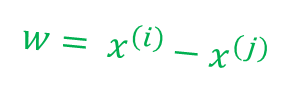 w = x^(i) − x^(j)